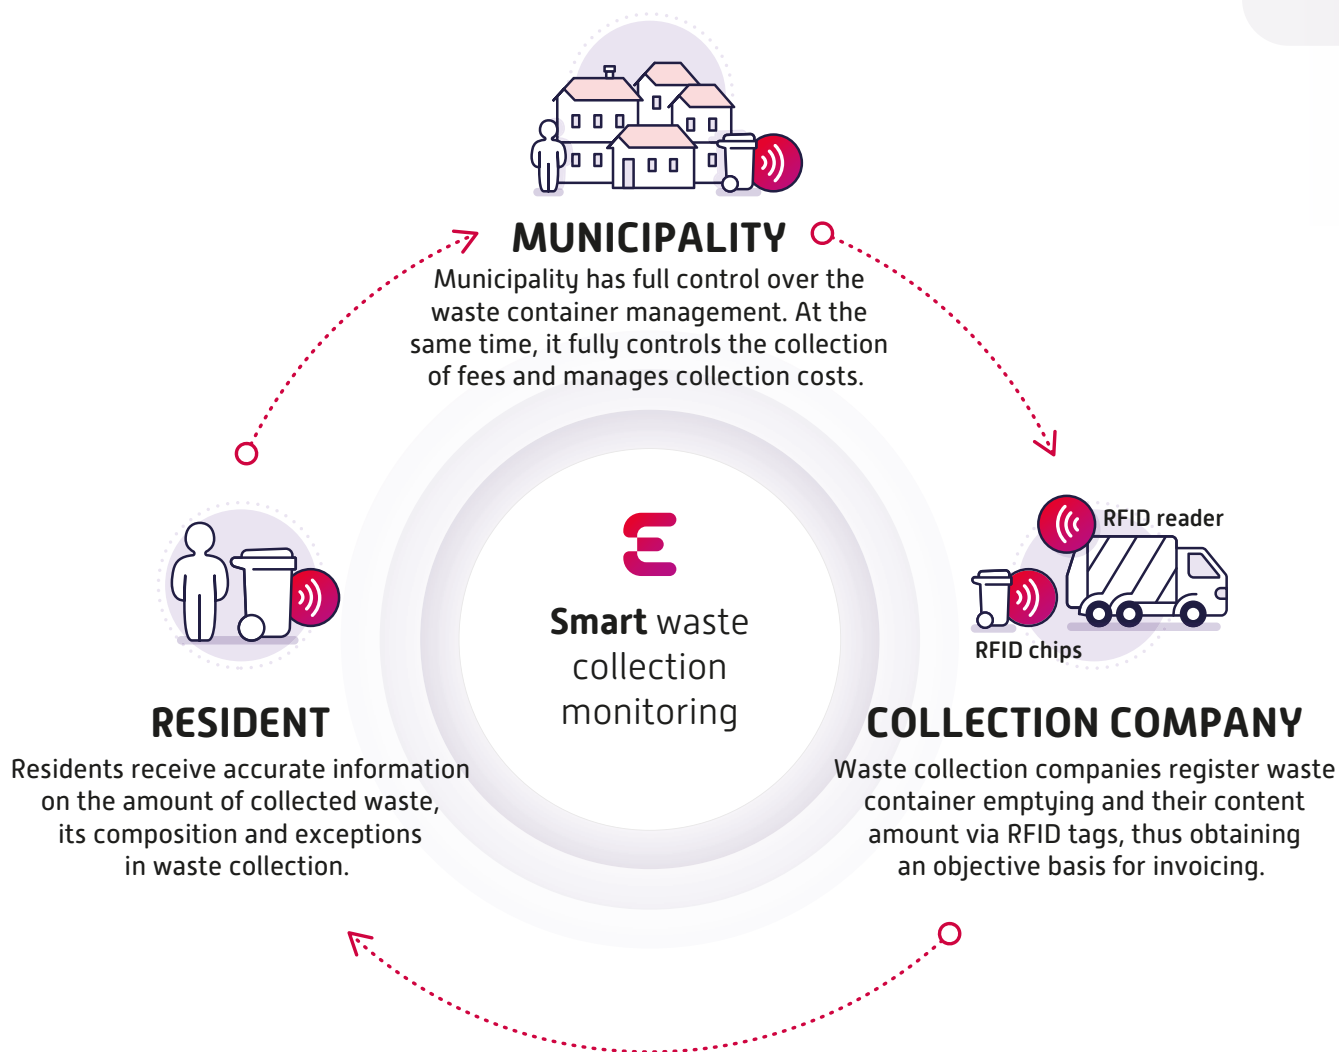 MUNICIPALITY
Municipality has full control over the
waste container management. At the
same time, it fully controls the collection
of fees and manages collection costs.
RFID reader
RFID chips
Smart waste
collection
monitoring
RESIDENT
Residents receive accurate information
on the amount of collected waste,
its composition and exceptions
in waste collection.
COLLECTION COMPANY
Waste collection companies register waste
container emptying and their content
amount via RFID tags, thus obtaining
an objective basis for invoicing.